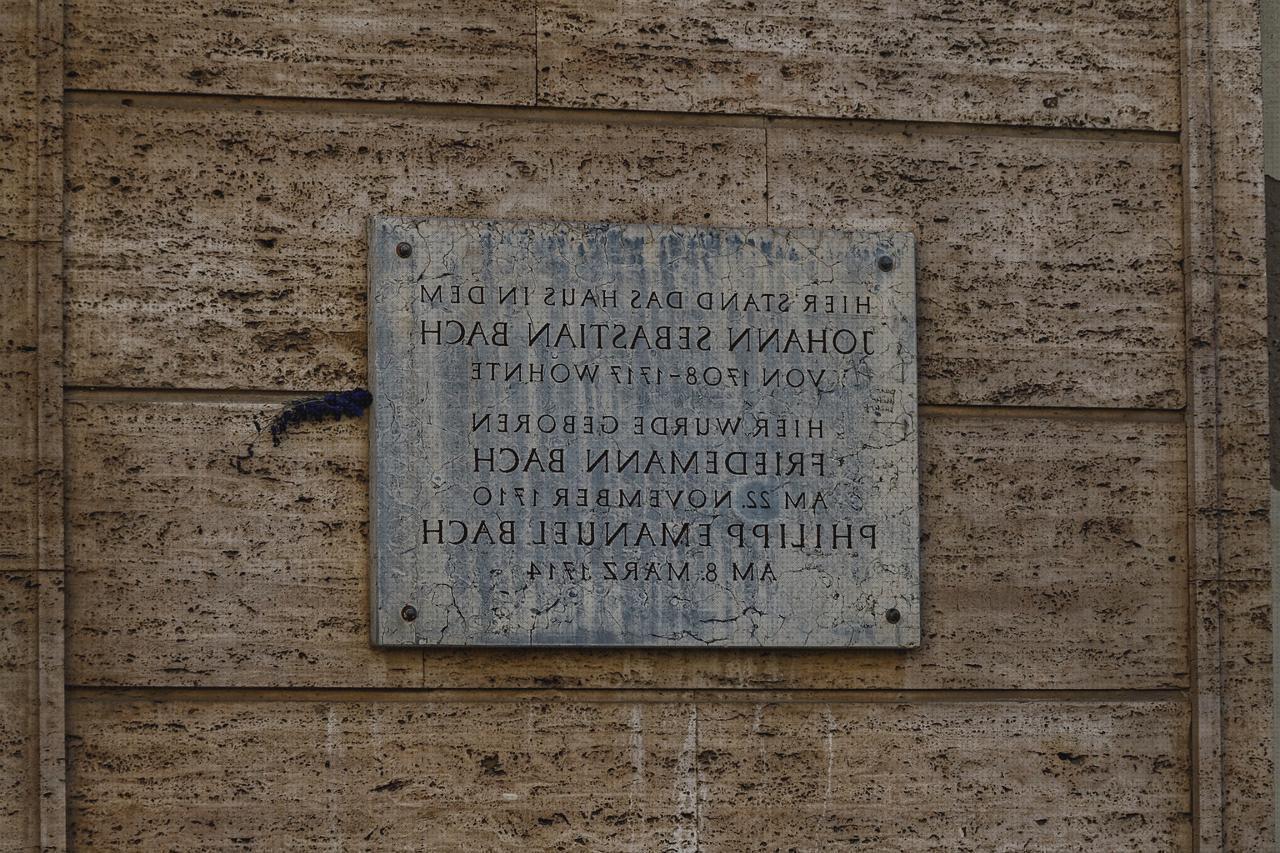 HIER STAND DAS HAUS IN DEM
JOHANN SEBASTIAN BACH
VON 1708-1717 WOHNTE
HIER WURDE GEBOREN
FRIEDEMANN BACH
AM 22. NOVEMBER 1710
PHILIPP EMANUEL BACH
AM 8. MÄRZ 1714